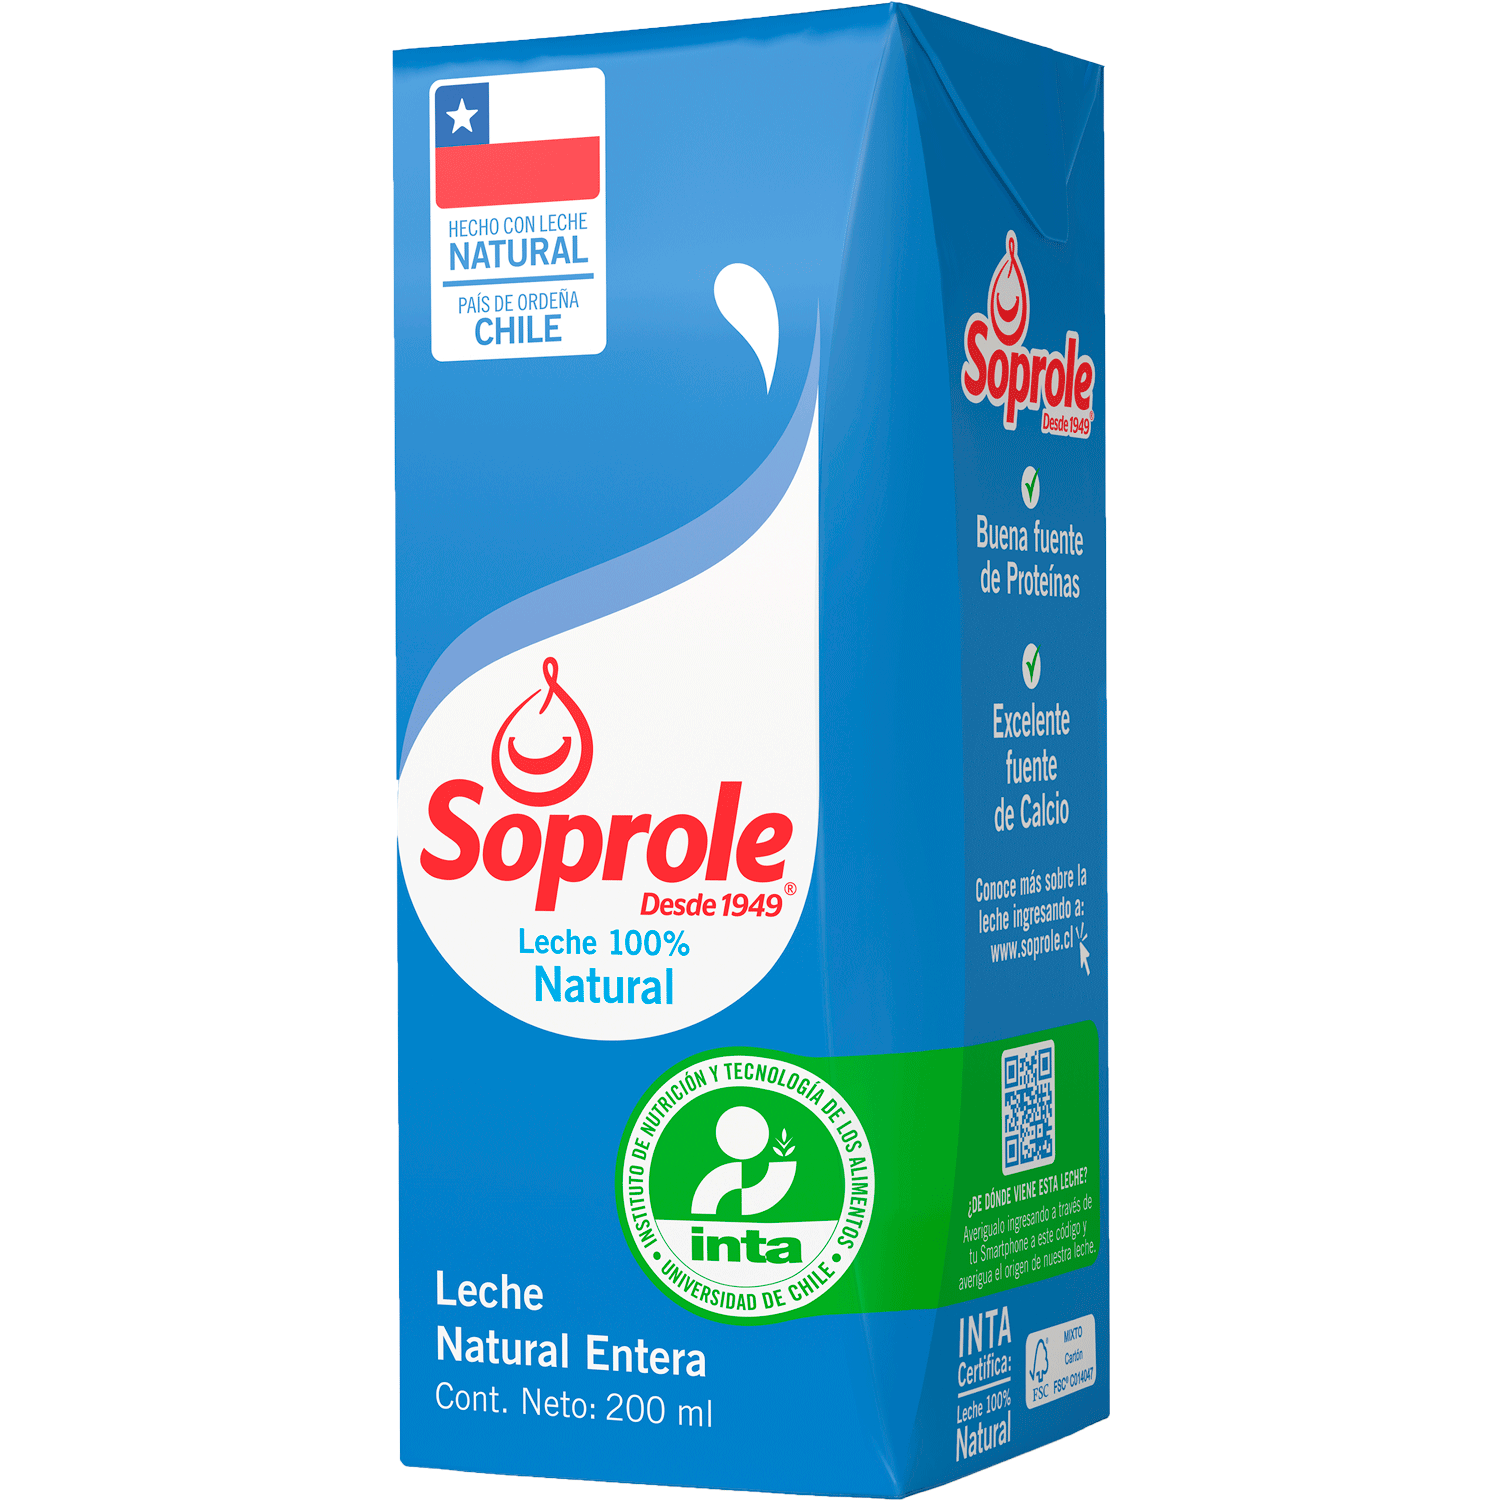 HECHO CON LECHE
NATURAL
PAÍS DE ORDEÑA
CHILE
Soprole
Desde 1949®
Leche 100%
Natural
INSTITUTO DE NUTRICIÓN Y TECNOLOGÍA DE LOS ALIMENTOS
inta
• UNIVERSIDAD DE CHILE •
Leche
Natural Entera
Cont. Neto: 200 ml
Soprole
Desde 1949®
Buena fuente
de Proteínas
Excelente
fuente
de Calcio
Conoce más sobre la
leche ingresando a:
www.soprole.cl
¿DE DÓNDE VIENE ESTA LECHE?
Averigualo ingresando a través de
tu Smartphone a este código y
averigua el origen de nuestra leche.
INTA
Certifica:
Leche 100%
Natural
FSC
MIXTO
Cartón
FSC® C014047